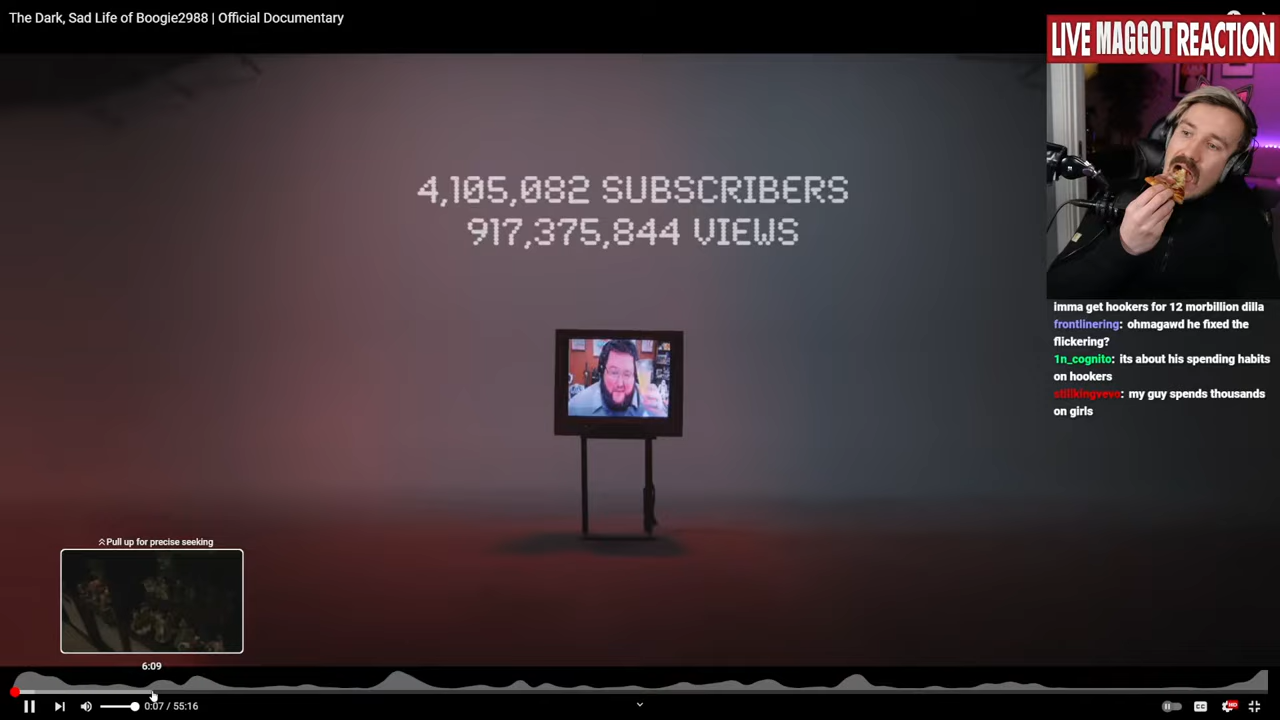 The Dark, Sad Life of Boogie2988 | Official Documentary
LIVE MAGGOT REACTION
4,105,082 SUBSCRIBERS
917,375,844 VIEWS
imma get hookers for 12 morbillion dilla
frontlinering: ohmagawd he fixed the
flickering?
1n_cognito: its about his spending habits
on hookers
stillkingvevo: my guy spends thousands
on girls
Pull up for precise seeking
6:09
0:07 / 55:16
CC
HD